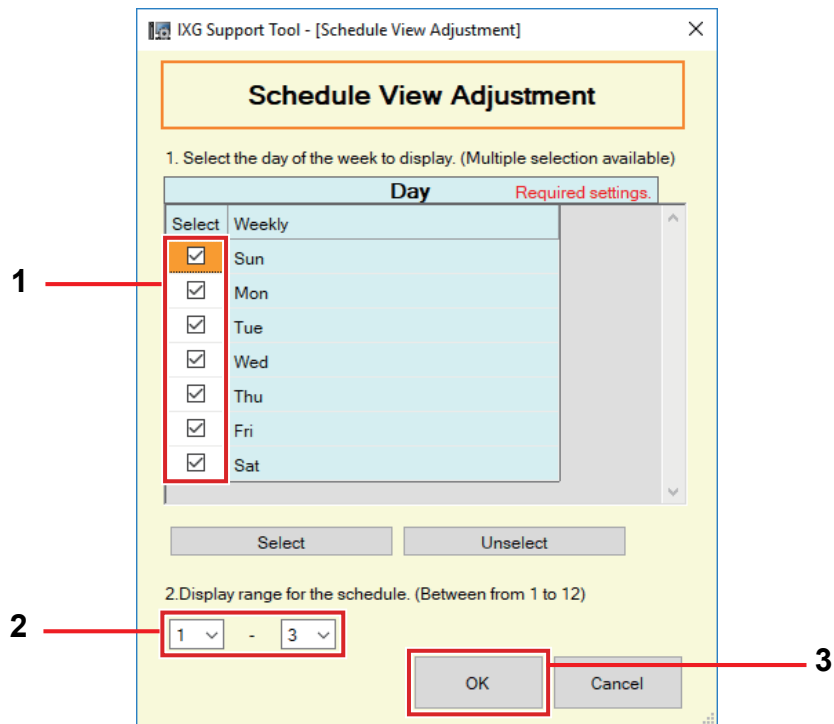 IXG Support Tool - [Schedule View Adjustment]
Schedule View Adjustment
1. Select the day of the week to display. (Multiple selection available)
Day Required settings.
Select Weekly
Sun
1
Mon
Tue
Wed
Thu
Fri
Sat
Select Unselect
2.Display range for the schedule. (Between from 1 to 12)
2
1 - 3
3
OK Cancel